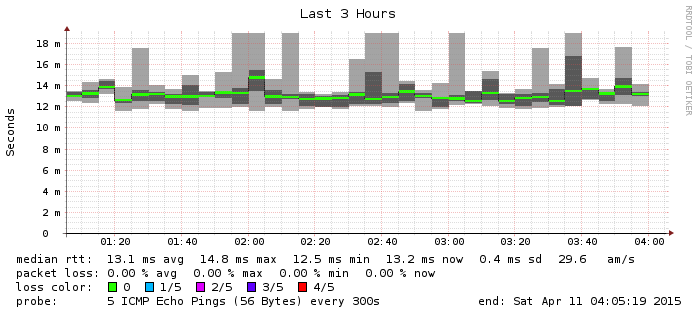 Last 3 Hours
RRDTOOL / TOBI OETIKER
Seconds
18 m
16 m
14 m
12 m
10 m
8 m
6 m
4 m
2 m
0
01:20 01:40 02:00 02:20 02:40 03:00 03:20 03:40 04:00
median rtt: 13.1 ms avg 14.8 ms max 12.5 ms min 13.2 ms now 0.4 ms sd 29.6 am/s
packet loss: 0.00 % avg 0.00 % max 0.00 % min 0.00 % now
loss color: 0 1/5 2/5 3/5 4/5
probe: 5 ICMP Echo Pings (56 Bytes) every 300s end: Sat Apr 11 04:05:19 2015